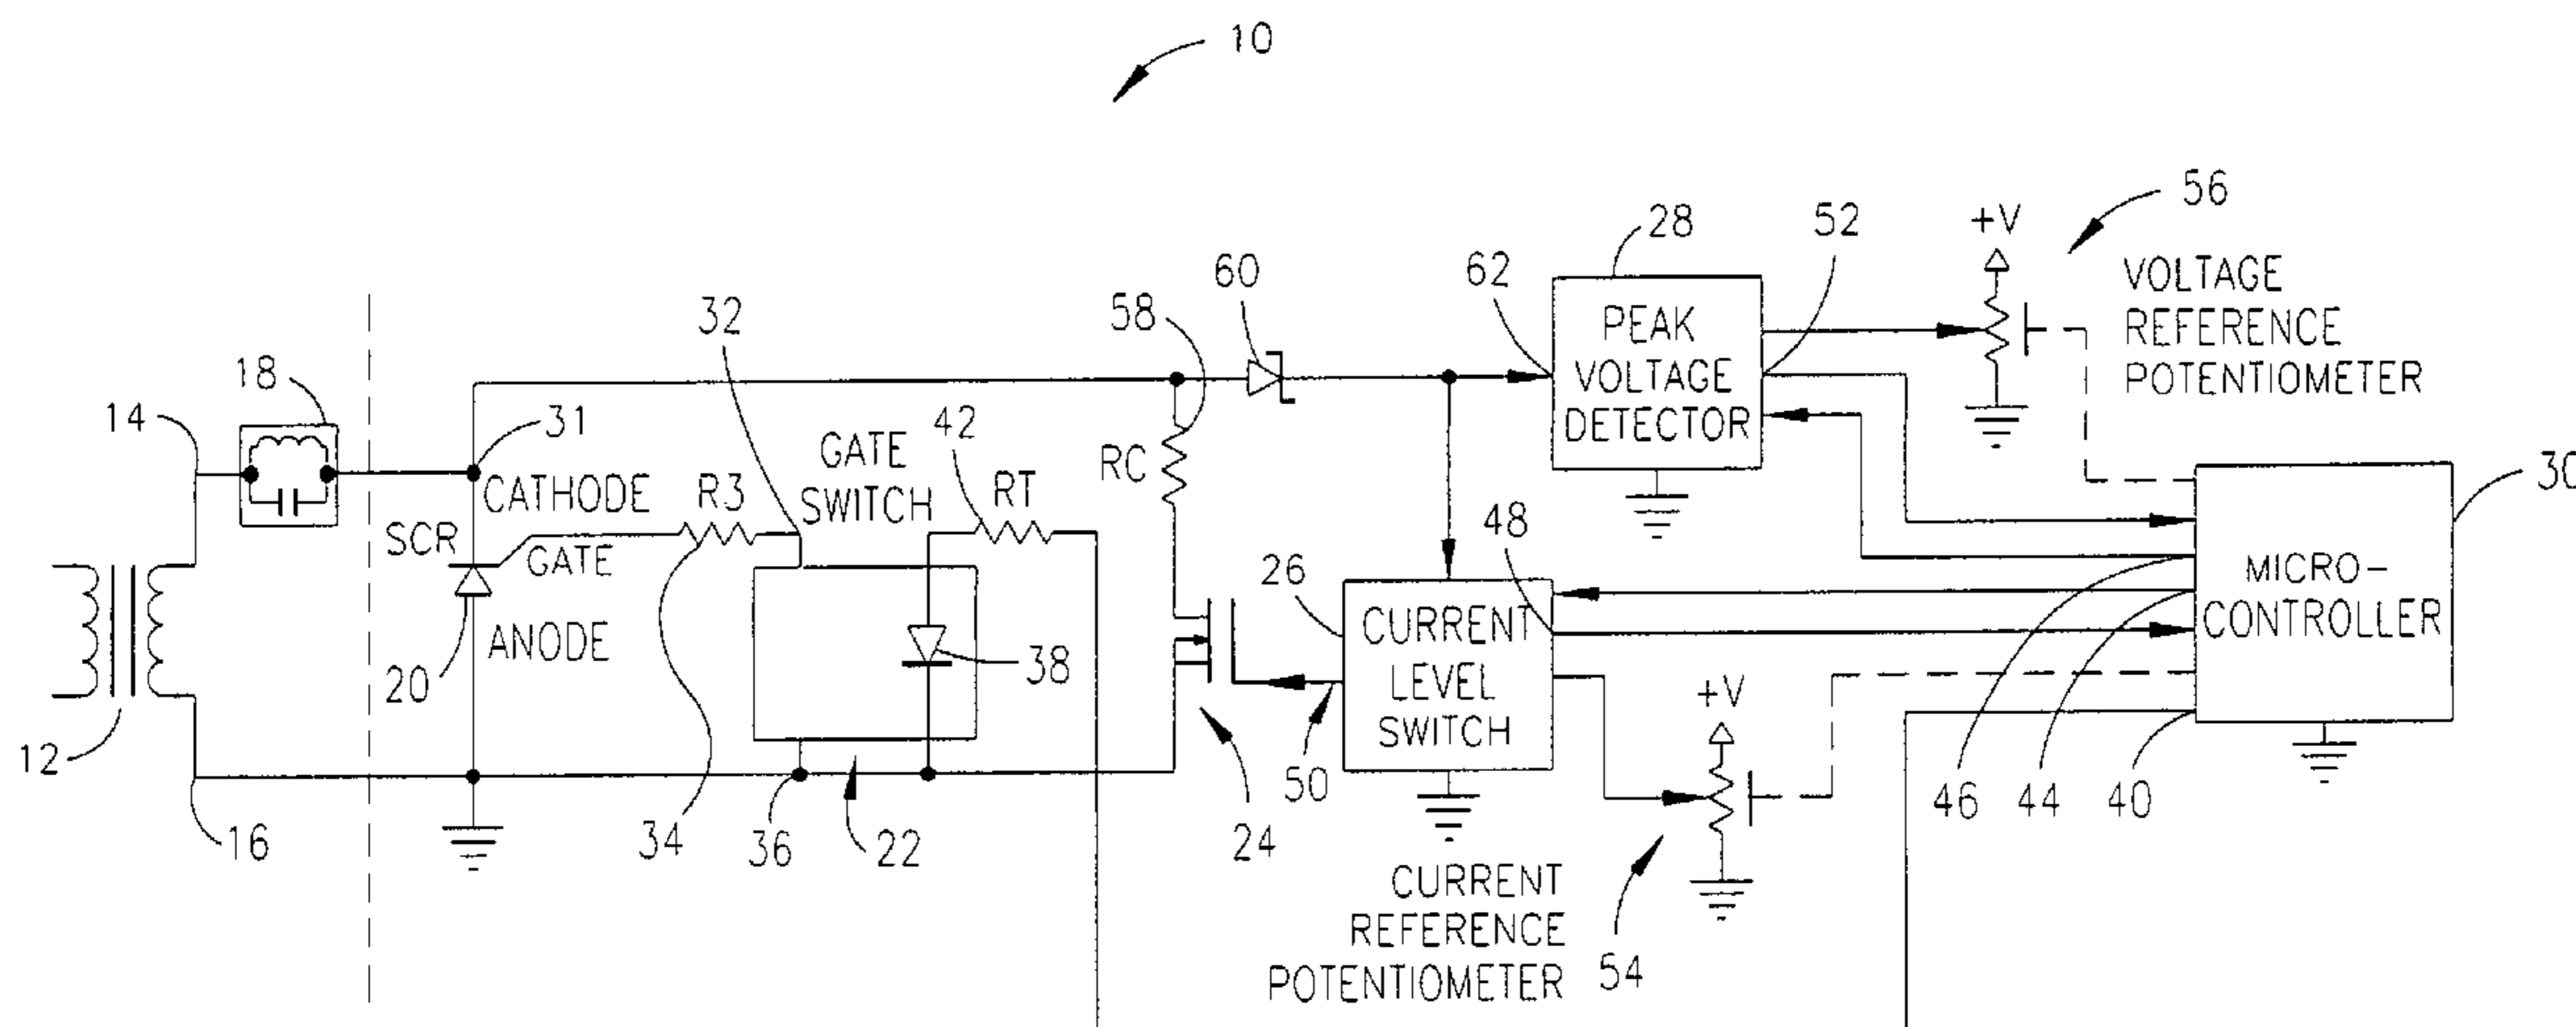 10
56
+V
52
28
VOLTAGE
REFERENCE
POTENTIOMETER
60
62
58
32
PEAK
VOLTAGE
DETECTOR
18
14
31
42
GATE
SWITCH
RC
30
CATHODE
R3
RT
48
SCR
GATE
26
MICRO-
CONTROLLER
CURRENT
LEVEL
SWITCH
ANODE
38
20
+V
12
50
46
44
40
16
34
36
22
24
CURRENT
REFERENCE
POTENTIOMETER
54